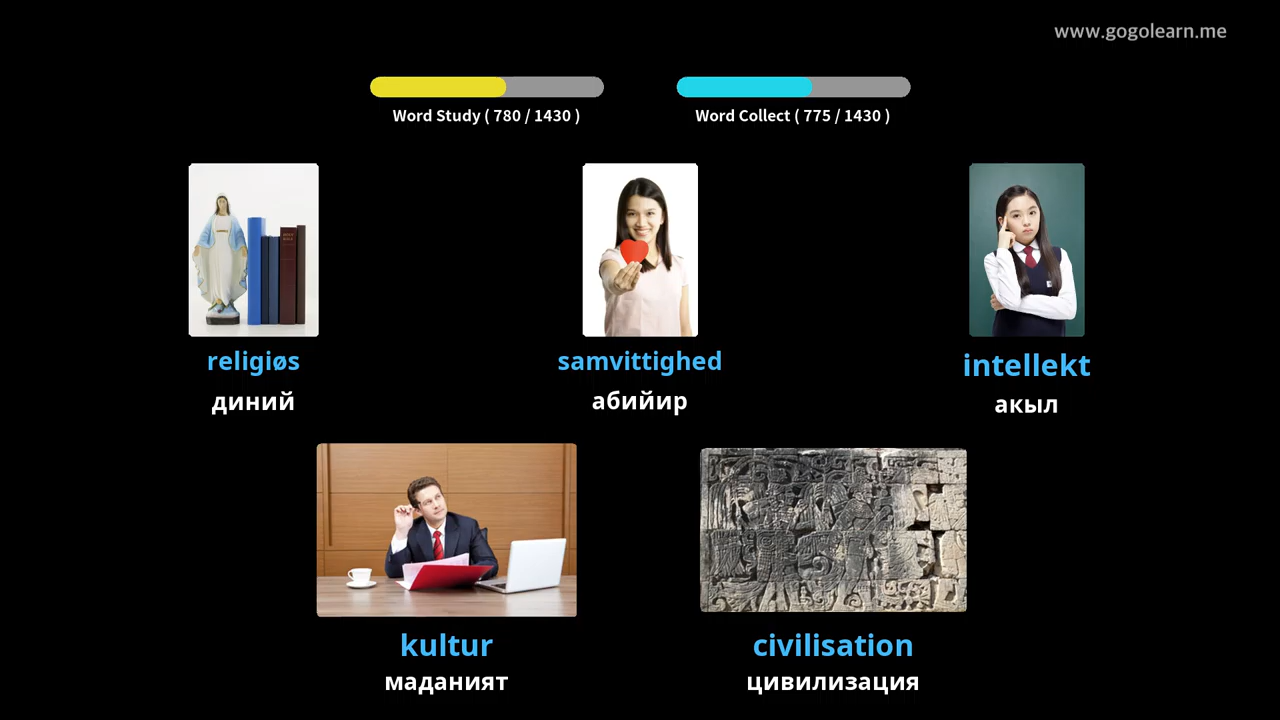 www.gogolearn.me
Word Study ( 780 / 1430 )
Word Collect ( 775 / 1430 )
religiøs
диний
samvittighed
абийир
intellekt
акыл
kultur
маданият
civilisation
цивилизация